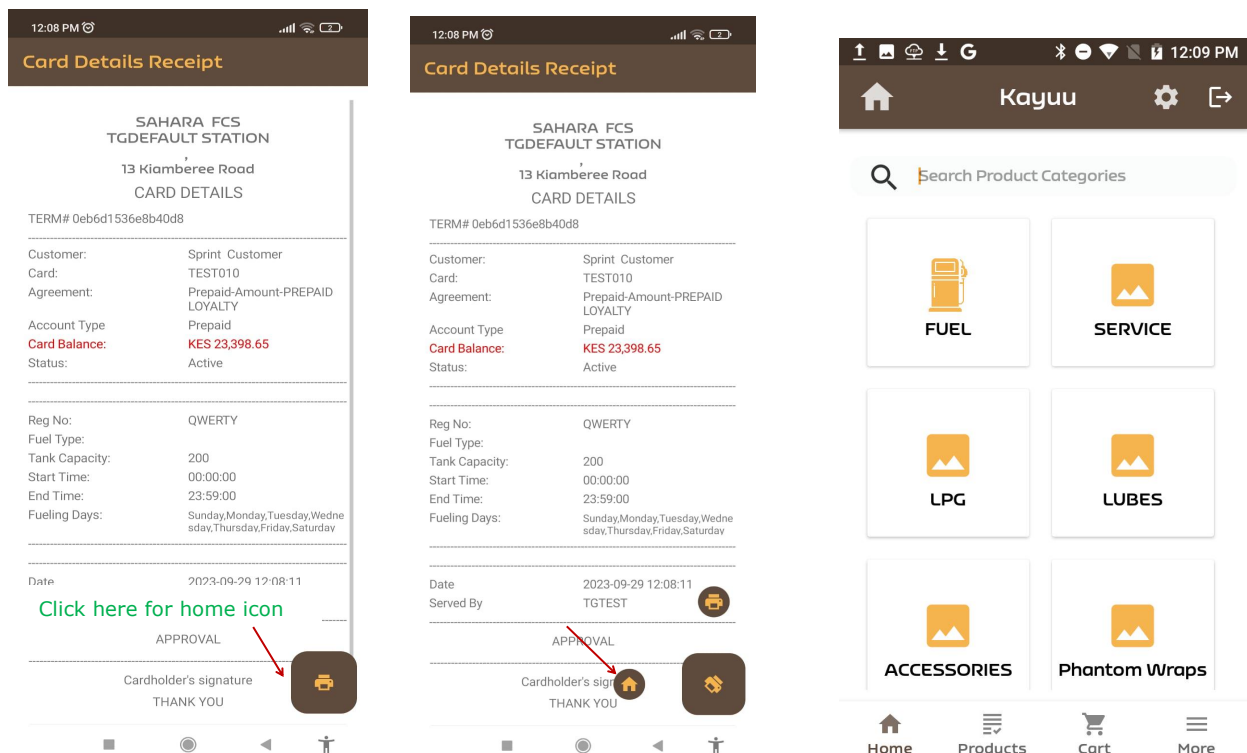 12:08 PM
2
Card Details Receipt
SAHARA FCS
TGDEFAULT STATION
,
13 Kiamberee Road
CARD DETAILS
TERM# 0eb6d1536e8b40d8
Customer: Sprint Customer
Card: TEST010
Agreement: Prepaid-Amount-PREPAID
LOYALTY
Account Type Prepaid
Card Balance: KES 23,398.65
Status: Active
Reg No: QWERTY
Fuel Type:
Tank Capacity: 200
Start Time: 00:00:00
End Time: 23:59:00
Fueling Days: Sunday,Monday,Tuesday,Wedne
sday,Thursday,Friday,Saturday
Date 2023-09-29 12:08:11
Click here for home icon
APPROVAL
Cardholder's signature
THANK YOU
12:08 PM
2
Card Details Receipt
SAHARA FCS
TGDEFAULT STATION
,
13 Kiamberee Road
CARD DETAILS
TERM# 0eb6d1536e8b40d8
Customer: Sprint Customer
Card: TEST010
Agreement: Prepaid-Amount-PREPAID
LOYALTY
Account Type Prepaid
Card Balance: KES 23,398.65
Status: Active
Reg No: QWERTY
Fuel Type:
Tank Capacity: 200
Start Time: 00:00:00
End Time: 23:59:00
Fueling Days: Sunday,Monday,Tuesday,Wedne
sday,Thursday,Friday,Saturday
Date 2023-09-29 12:08:11
Served By TGTEST
APPROVAL
Cardholder's sign
THANK YOU
G 12:09 PM
Kayuu
Search Product Categories
FUEL SERVICE
LPG LUBES
ACCESSORIES Phantom Wraps
Home Products Cart More